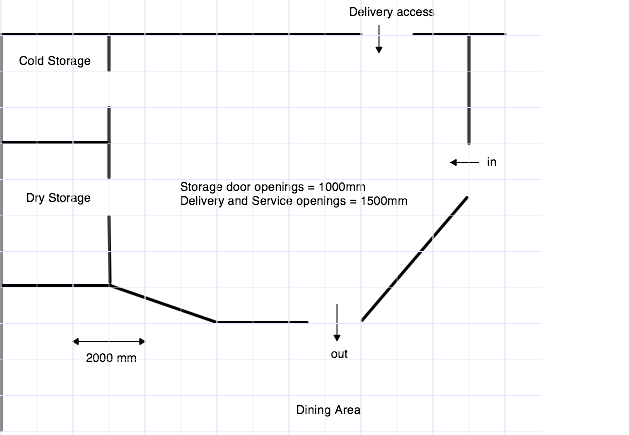 Delivery access
Cold Storage
in
Storage door openings = 1000mm
Dry Storage
Delivery and Service openings = 1500mm
2000 mm
out
Dining Area